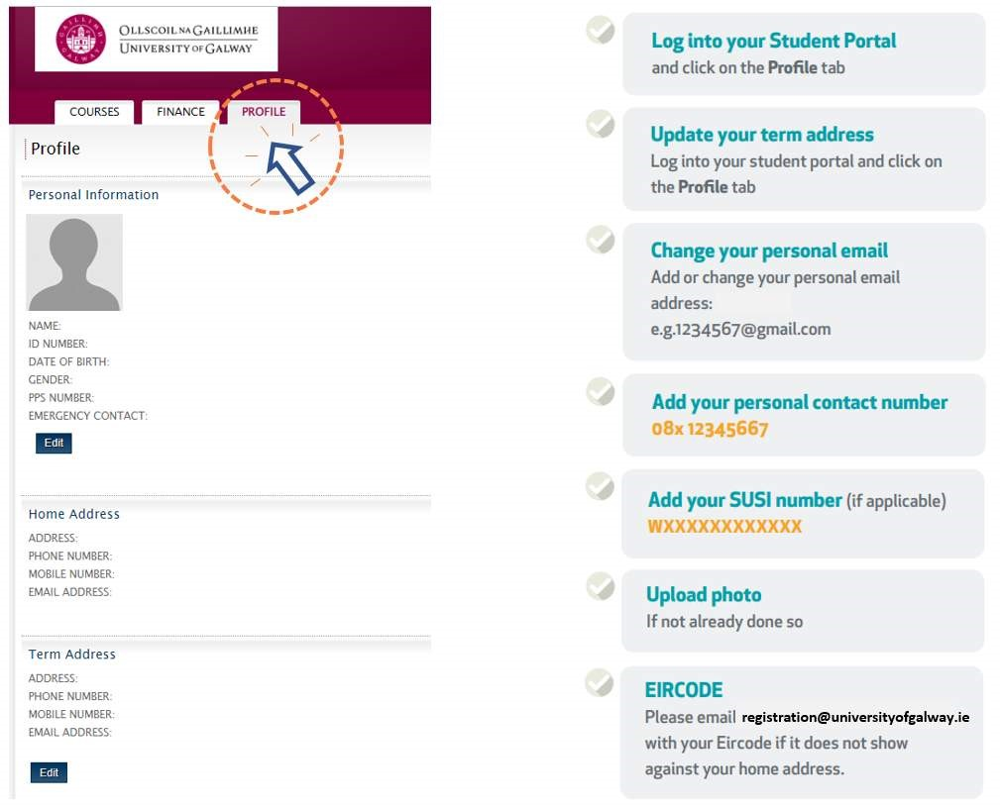 OLLSCOIL NA GAILLIMHE
UNIVERSITY OF GALWAY
COURSES
FINANCE
PROFILE
Profile
Personal Information
NAME:
ID NUMBER:
DATE OF BIRTH:
GENDER:
PPS NUMBER:
EMERGENCY CONTACT:
Edit
Home Address
ADDRESS:
PHONE NUMBER:
MOBILE NUMBER:
EMAIL ADDRESS:
Term Address
ADDRESS:
PHONE NUMBER:
MOBILE NUMBER:
EMAIL ADDRESS:
Edit
Log into your Student Portal
and click on the Profile tab
Update your term address
Log into your student portal and click on
the Profile tab
Change your personal email
Add or change your personal email
address:
e.g.1234567@gmail.com
Add your personal contact number
08x 12345667
Add your SUSI number (if applicable)
WXXXXXXXXXXXX
Upload photo
If not already done so
EIRCODE
Please email registration@universityofgalway.ie
with your Eircode if it does not show
against your home address.